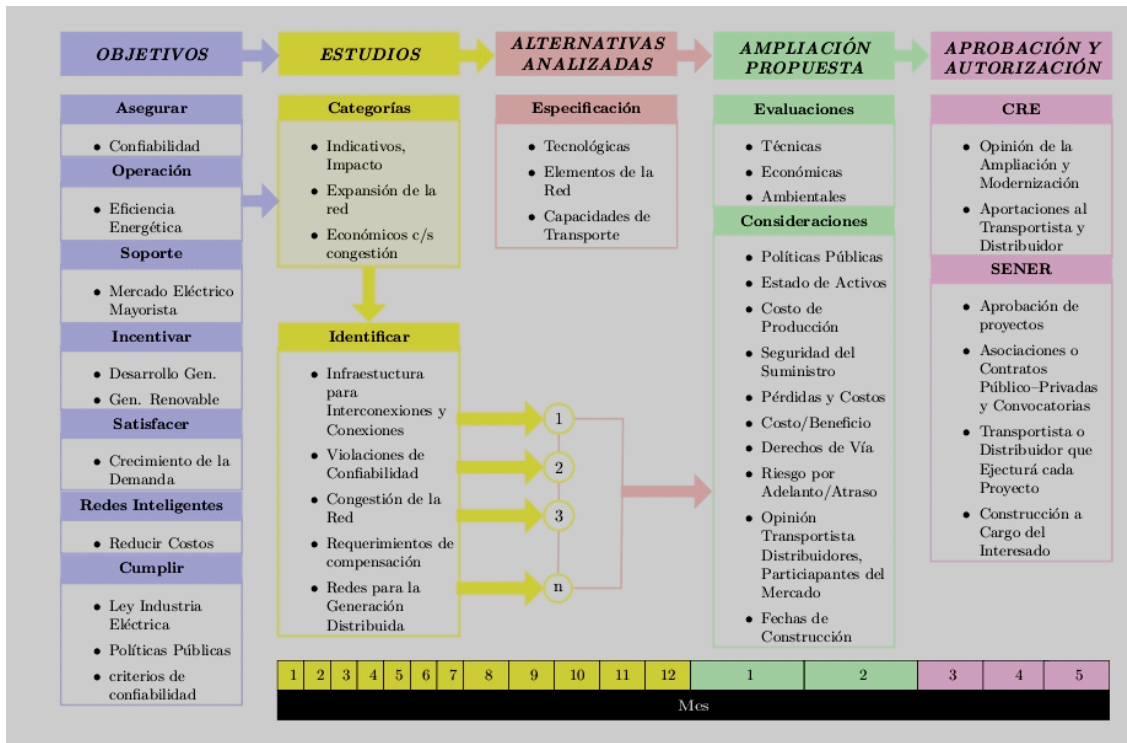 OBJETIVOS
Asegurar
• Confiabilidad
Operación
• Eficiencia
Energética
Soporte
• Mercado Eléctrico
Mayorista
Incentivar
• Desarrollo Gen.
• Gen. Renovable
Satisfacer
• Crecimiento de la
Demanda
Redes Inteligentes
• Reducir Costos
Cumplir
• Ley Industria
Eléctrica
• Políticas Públicas
• criterios de
confiabilidad
ESTUDIOS
Categorías
• Indicativos,
Impacto
• Expansión de la
red
• Económicos c/s
congestión
Identificar
• Infraestuctura
para
Interconexiones y
Conexiones
• Violaciones de
Confiabilidad
• Congestión de la
Red
• Requerimientos de
compensación
• Redes para la
Generación
Distribuida
ALTERNATIVAS
ANALIZADAS
Especificación
• Tecnológicas
• Elementos de la
Red
• Capacidades de
Transporte
1
2
3
n
AMPLIACIÓN
PROPUESTA
Evaluaciones
• Técnicas
• Económicas
• Ambientales
Consideraciones
• Políticas Públicas
• Estado de Activos
• Costo de
Producción
• Seguridad del
Suministro
• Pérdidas y Costos
• Costo/Beneficio
• Derechos de Vía
• Riesgo por
Adelanto/Atraso
• Opinión
Transportista
Distribuidores,
Particiapantes del
Mercado
• Fechas de
Construcción
APROBACIÓN Y
AUTORIZACIÓN
CRE
• Opinión de la
Ampliación y
Modernización
• Aportaciones al
Transportista y
Distribuidor
SENER
• Aprobación de
proyectos
• Asociaciones o
Contratos
Público–Privadas
y Convocatorias
• Transportista o
Distribuidor que
Ejecturá cada
Proyecto
• Construcción a
Cargo del
Interesado
1 2 3 4 5 6 7 8 9 10 11 12 1 2 3 4 5
Mes